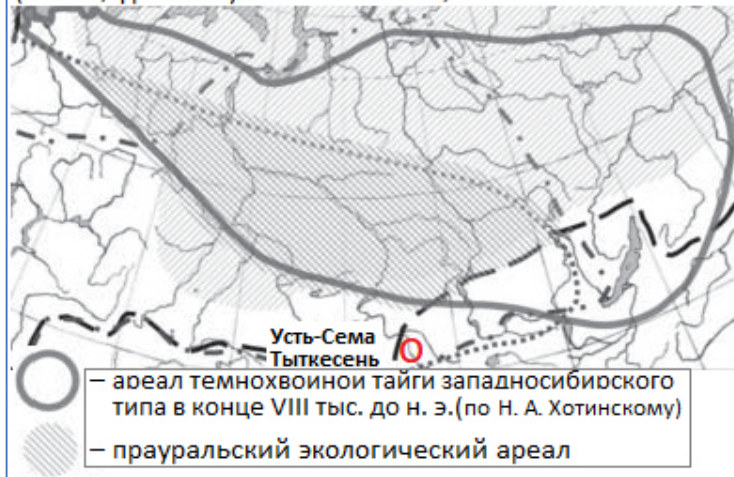 Усть-Сема
Тыткесень
– ареал темнохвойной тайги западносибирского
типа в конце VIII тыс. до н. э.(по Н. А. Хотинскому)
– прауральский экологический ареал